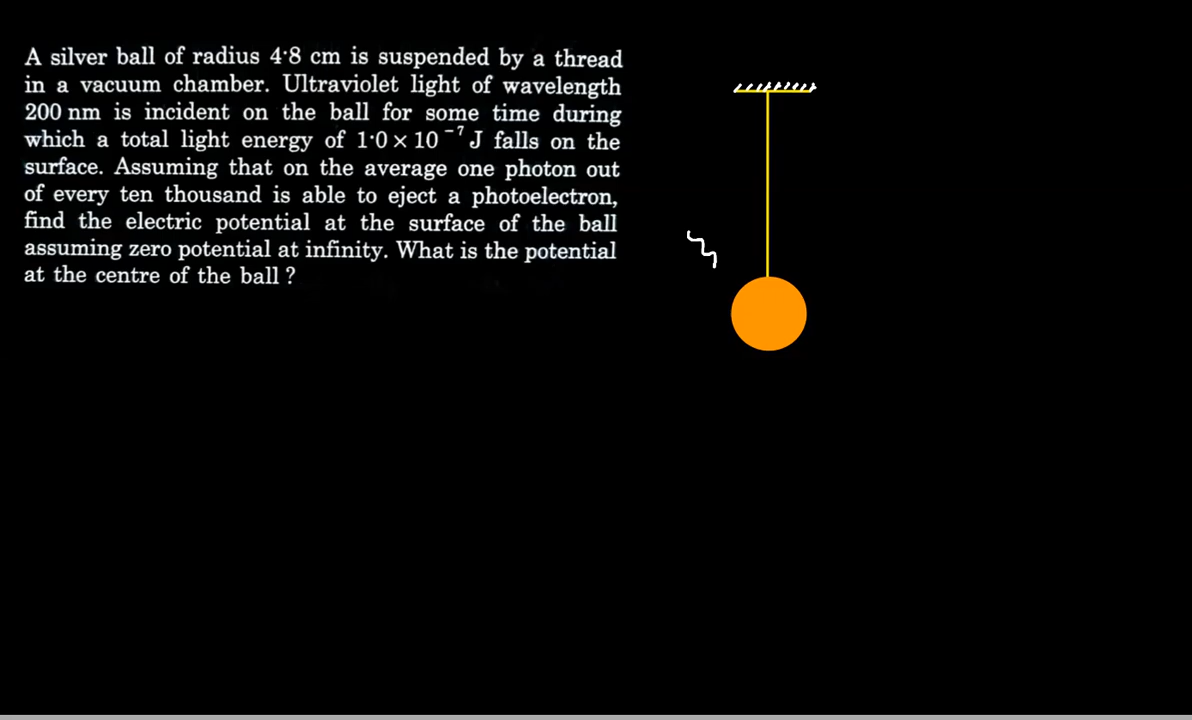 A silver ball of radius 4·8 cm is suspended by a thread
in a vacuum chamber. Ultraviolet light of wavelength
200 nm is incident on the ball for some time during
which a total light energy of 1·0 × 10⁻⁷ J falls on the
surface. Assuming that on the average one photon out
of every ten thousand is able to eject a photoelectron,
find the electric potential at the surface of the ball
assuming zero potential at infinity. What is the potential
at the centre of the ball ?